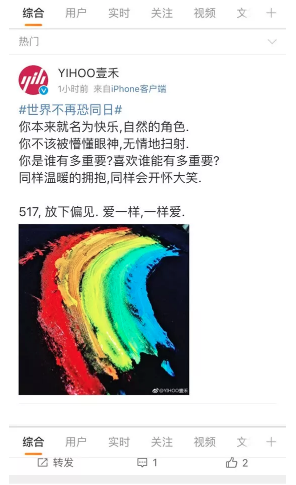 综合 用户 实时 关注 视频 文
热门
yih
YIHOO壹禾
1小时前 来自iPhone客户端
#世界不再恐同日#
你本来就名为快乐,自然的角色.
你不该被懵懂眼神,无情地扫射.
你是谁有多重要?喜欢谁能有多重要?
同样温暖的拥抱,同样会开怀大笑.
517, 放下偏见. 爱一样,一样爱.
@YIHOO壹禾
综合 用户 实时 关注 视频 文
转发 1 2